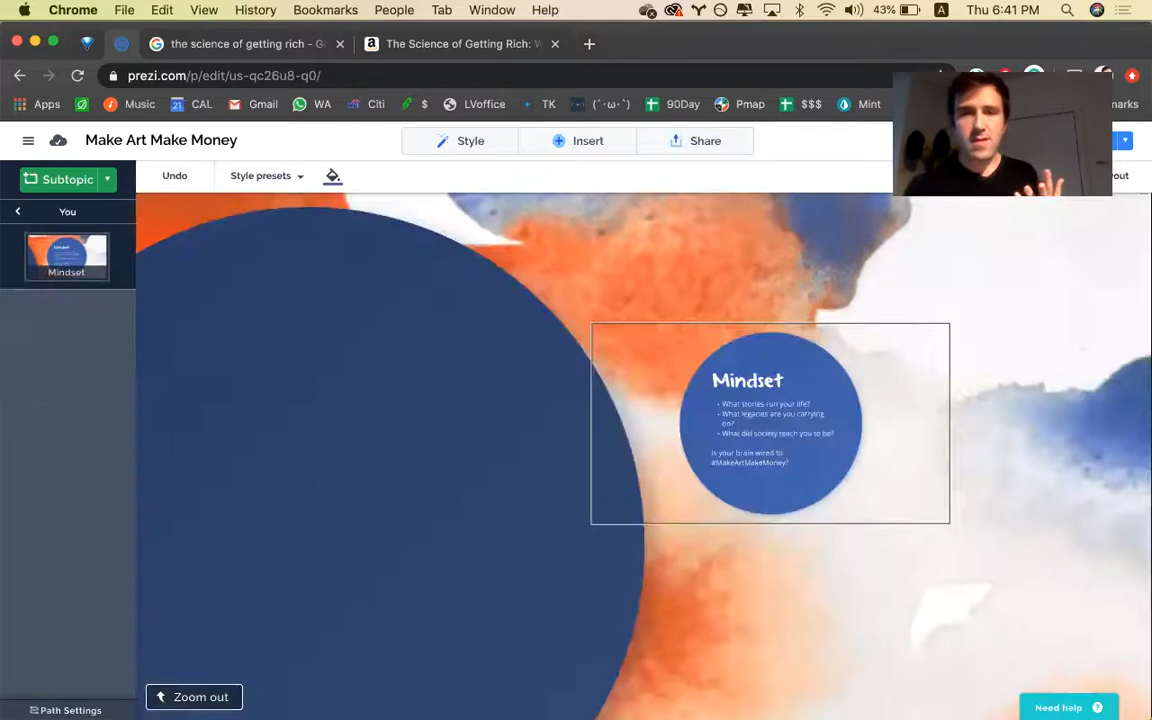 Chrome File Edit View History Bookmarks People Tab Window Help 43% A Thu 6:41 PM
the science of getting rich - G
The Science of Getting Rich: W
prezi.com/p/edit/us-qc26u8-q0/
Apps Music CAL Gmail WA Citi $ LVoffice TK (´･ω･`) 90Day Pmap $$$ Mint
Make Art Make Money
Style
Insert
Share
Subtopic
Undo
Style presets
You
Mindset
Mindset
• What stories run your life?
• What legacies are you carrying
on?
• What did society teach you to be?
Is your brain wired to
#MakeArtMakeMoney?
Zoom out
Path Settings
Need help ?